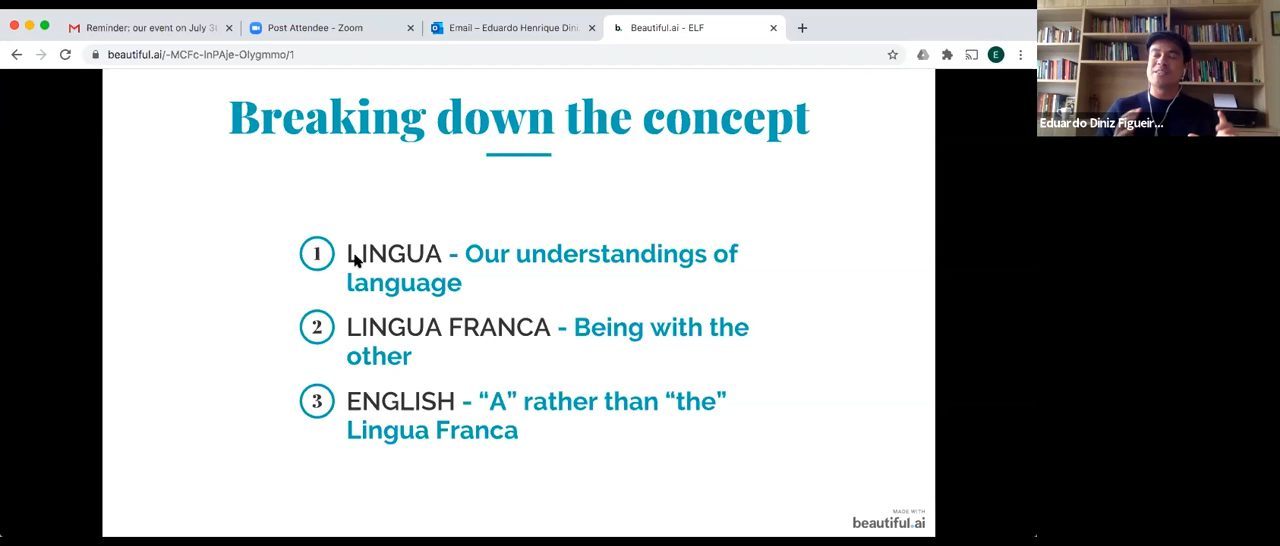 Reminder: our event on July 30
Post Attendee - Zoom
Email – Eduardo Henrique Dini
Beautiful.ai - ELF
beautiful.ai/-MCFc-InPAje-Olygmmo/1
E
Breaking down the concept
1 LINGUA - Our understandings of
language
2 LINGUA FRANCA - Being with the
other
3 ENGLISH - “A” rather than “the”
Lingua Franca
MADE WITH
beautiful.ai
Eduardo Diniz Figueir...